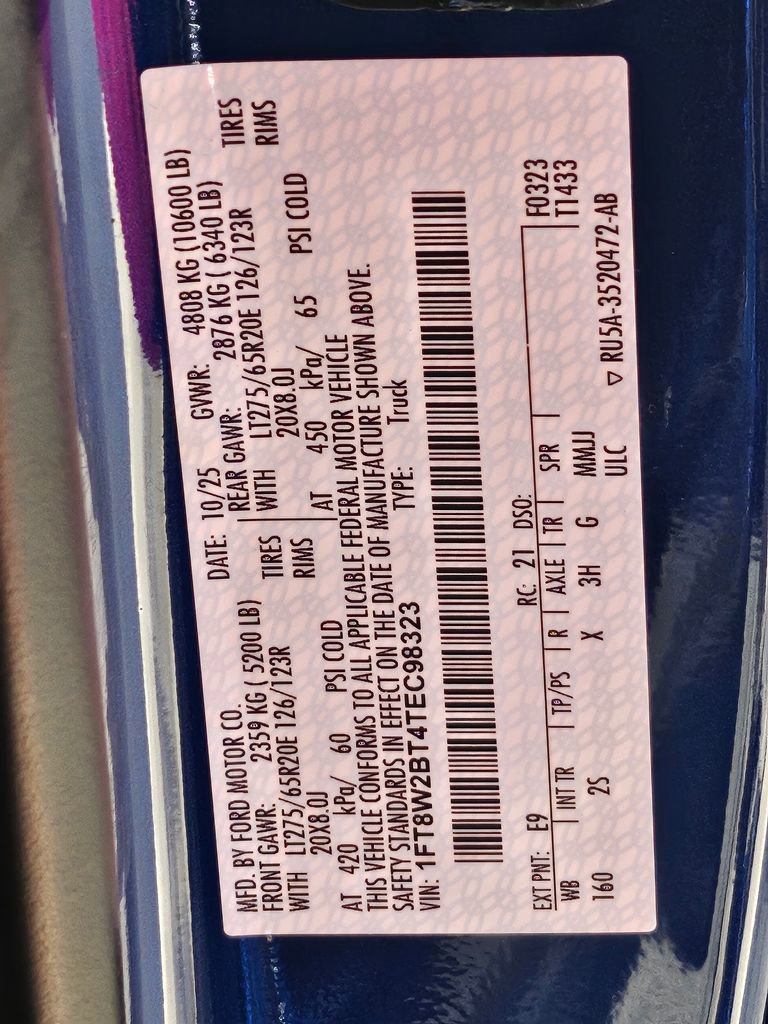 MFD. BY FORD MOTOR CO.
DATE: 10/25 GVWR: 4808 KG (10600 LB)
FRONT GAWR: 2359 KG ( 5200 LB) REAR GAWR: 2876 KG ( 6340 LB)
WITH LT275/65R20E 126/123R TIRES WITH LT275/65R20E 126/123R TIRES
20X8.0J RIMS 20X8.0J RIMS
AT 420 kPa/ 60 PSI COLD AT 450 kPa/ 65 PSI COLD
THIS VEHICLE CONFORMS TO ALL APPLICABLE FEDERAL MOTOR VEHICLE
SAFETY STANDARDS IN EFFECT ON THE DATE OF MANUFACTURE SHOWN ABOVE.
VIN: 1FT8W2BT4TEC98323 TYPE: Truck
EXT PNT: E9 RC: 21 DSO: F0323
WB | INT TR | TP/PS | R | AXLE | TR | SPR | T1433
160 2S X 3H G MMJJ
ULC ▽ RU5A-3520472-AB